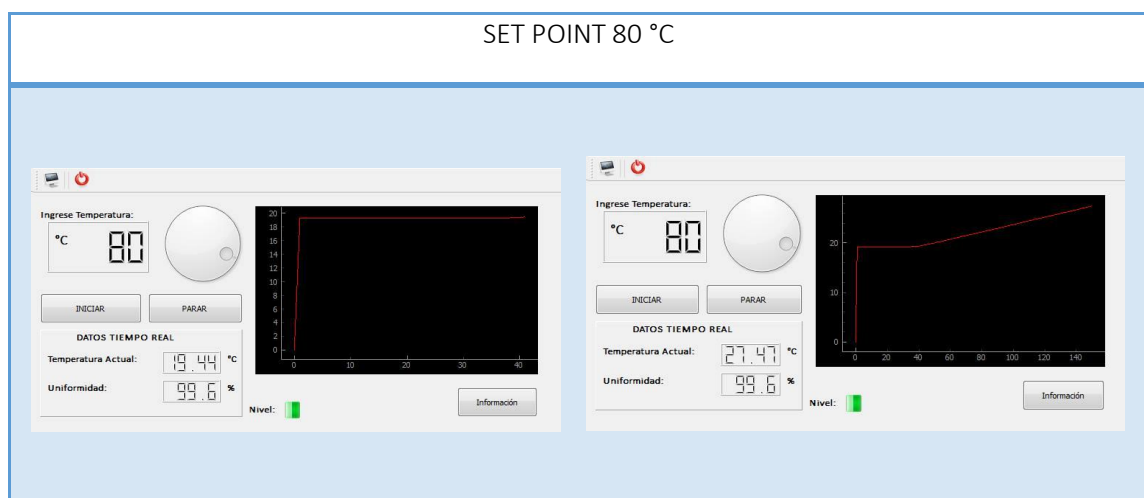 SET POINT 80 °C
Ingrese Temperatura:
°C 80
INICIAR PARAR
DATOS TIEMPO REAL
Temperatura Actual: 19.44 °C
Uniformidad: 99.6 %
20
18
16
14
12
10
8
6
4
2
0
0 10 20 30 40
Nivel:
Información
Ingrese Temperatura:
°C 80
INICIAR PARAR
DATOS TIEMPO REAL
Temperatura Actual: 27.47 °C
Uniformidad: 99.6 %
20
10
0
0 20 40 60 80 100 120 140
Nivel:
Información